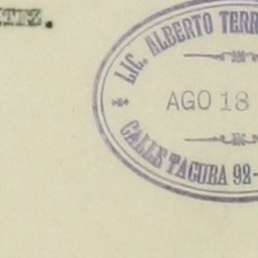 LIC. ALBERTO TERR
AGO 18
CALLE TACUBA 92-